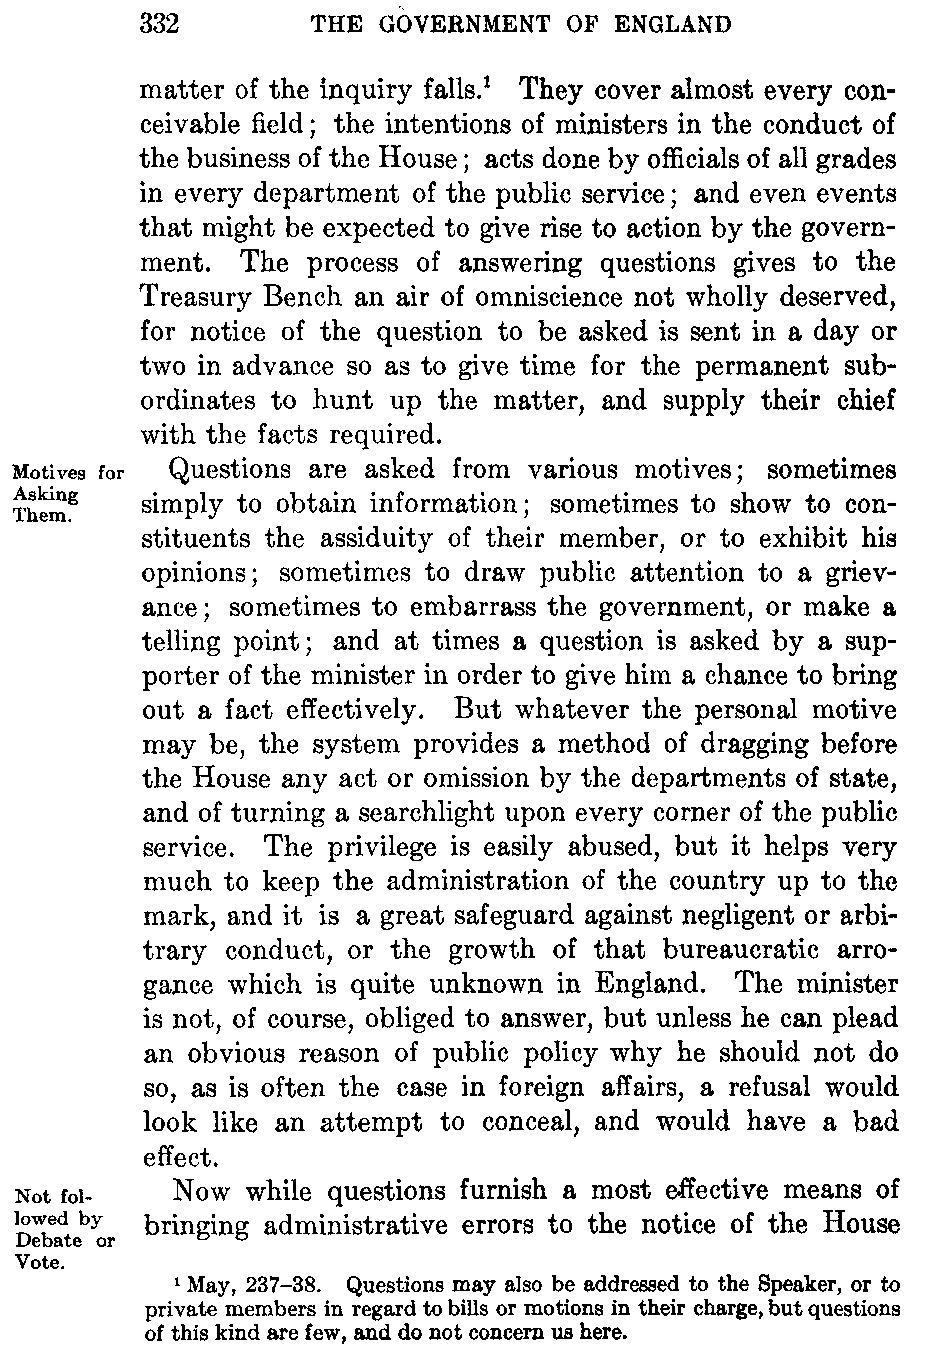 332 THE GOVERNMENT OF ENGLAND
matter of the inquiry falls.¹ They cover almost every con-
ceivable field; the intentions of ministers in the conduct of
the business of the House; acts done by officials of all grades
in every department of the public service; and even events
that might be expected to give rise to action by the govern-
ment. The process of answering questions gives to the
Treasury Bench an air of omniscience not wholly deserved,
for notice of the question to be asked is sent in a day or
two in advance so as to give time for the permanent sub-
ordinates to hunt up the matter, and supply their chief
with the facts required.
Motives for
Asking
Them.
Questions are asked from various motives; sometimes
simply to obtain information; sometimes to show to con-
stituents the assiduity of their member, or to exhibit his
opinions; sometimes to draw public attention to a griev-
ance; sometimes to embarrass the government, or make a
telling point; and at times a question is asked by a sup-
porter of the minister in order to give him a chance to bring
out a fact effectively. But whatever the personal motive
may be, the system provides a method of dragging before
the House any act or omission by the departments of state,
and of turning a searchlight upon every corner of the public
service. The privilege is easily abused, but it helps very
much to keep the administration of the country up to the
mark, and it is a great safeguard against negligent or arbi-
trary conduct, or the growth of that bureaucratic arro-
gance which is quite unknown in England. The minister
is not, of course, obliged to answer, but unless he can plead
an obvious reason of public policy why he should not do
so, as is often the case in foreign affairs, a refusal would
look like an attempt to conceal, and would have a bad
effect.
Not fol-
lowed by
Debate or
Vote.
Now while questions furnish a most effective means of
bringing administrative errors to the notice of the House
¹ May, 237–38. Questions may also be addressed to the Speaker, or to
private members in regard to bills or motions in their charge, but questions
of this kind are few, and do not concern us here.